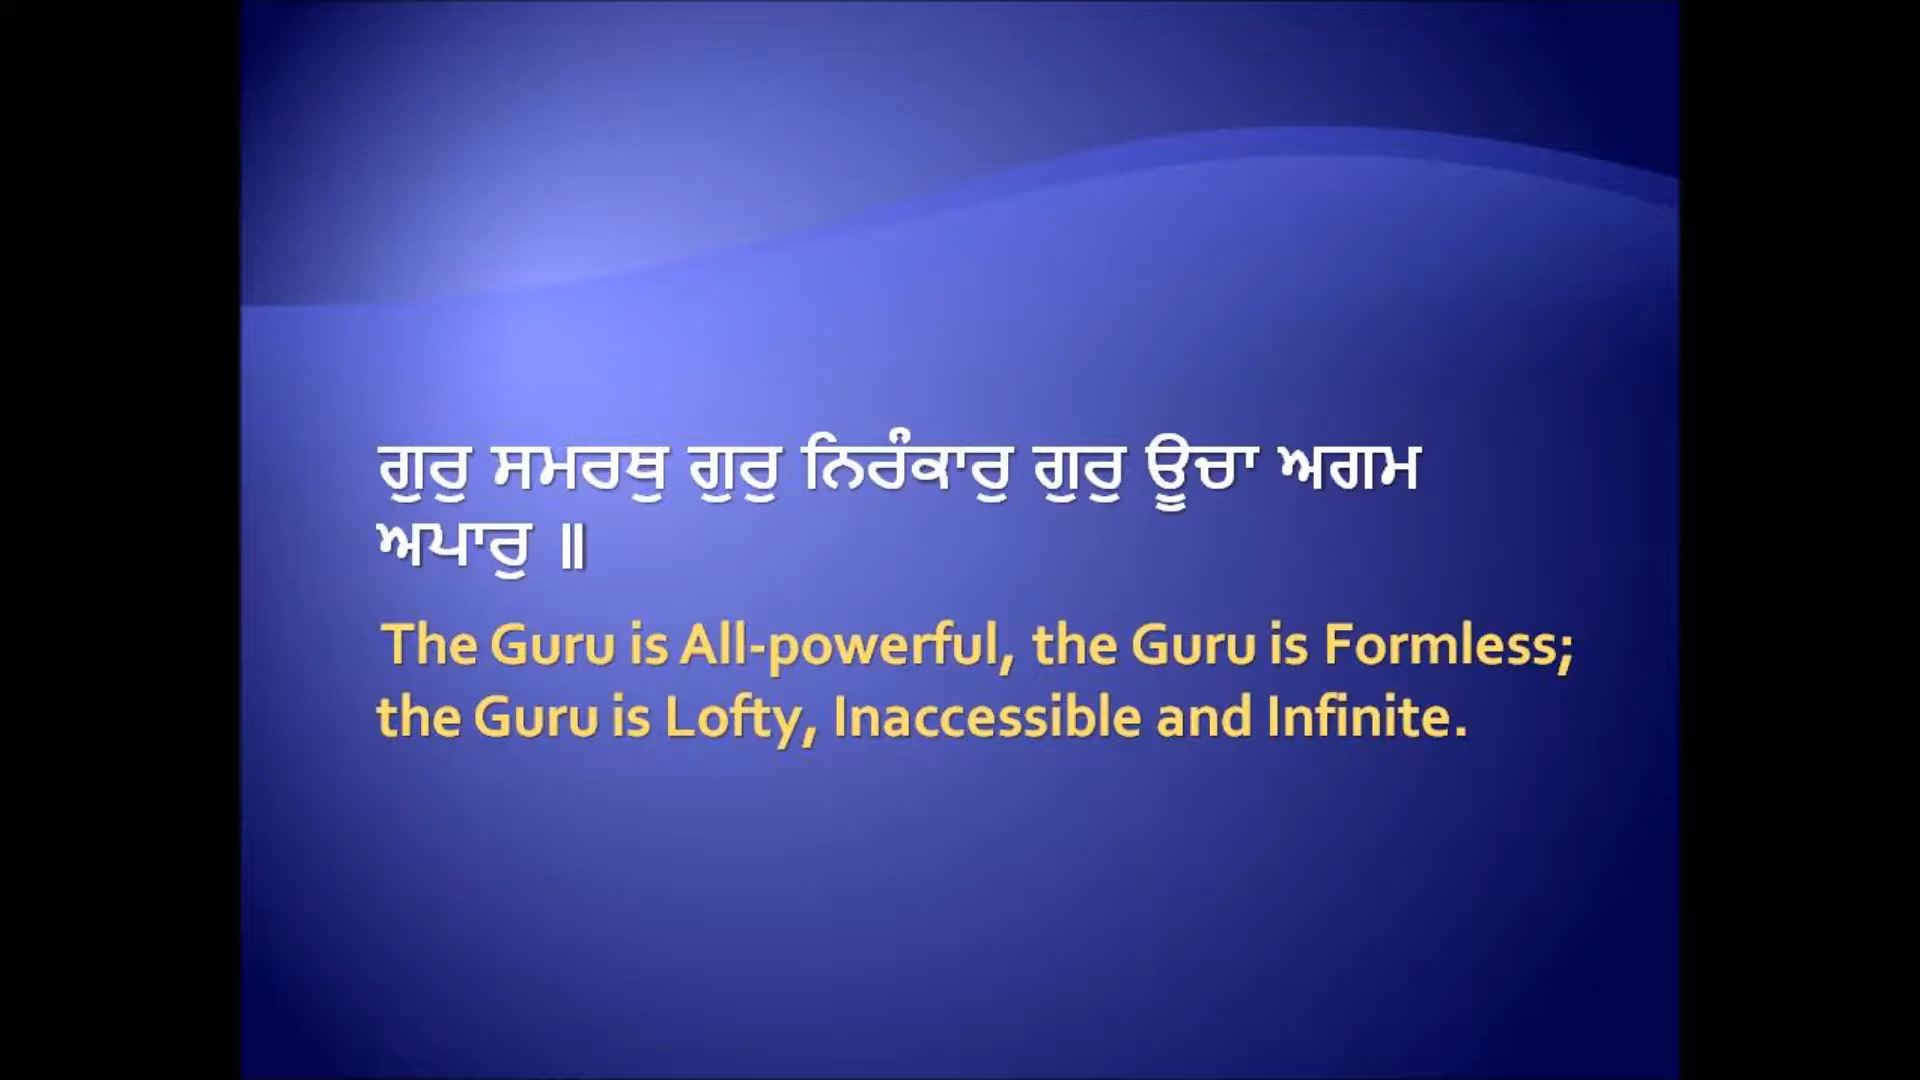 ਗੁਰੁ ਸਮਰਥੁ ਗੁਰੁ ਨਿਰੰਕਾਰੁ ਗੁਰੁ ਊਚਾ ਅਗਮ
ਅਪਾਰੁ ॥
The Guru is All-powerful, the Guru is Formless;
the Guru is Lofty, Inaccessible and Infinite.